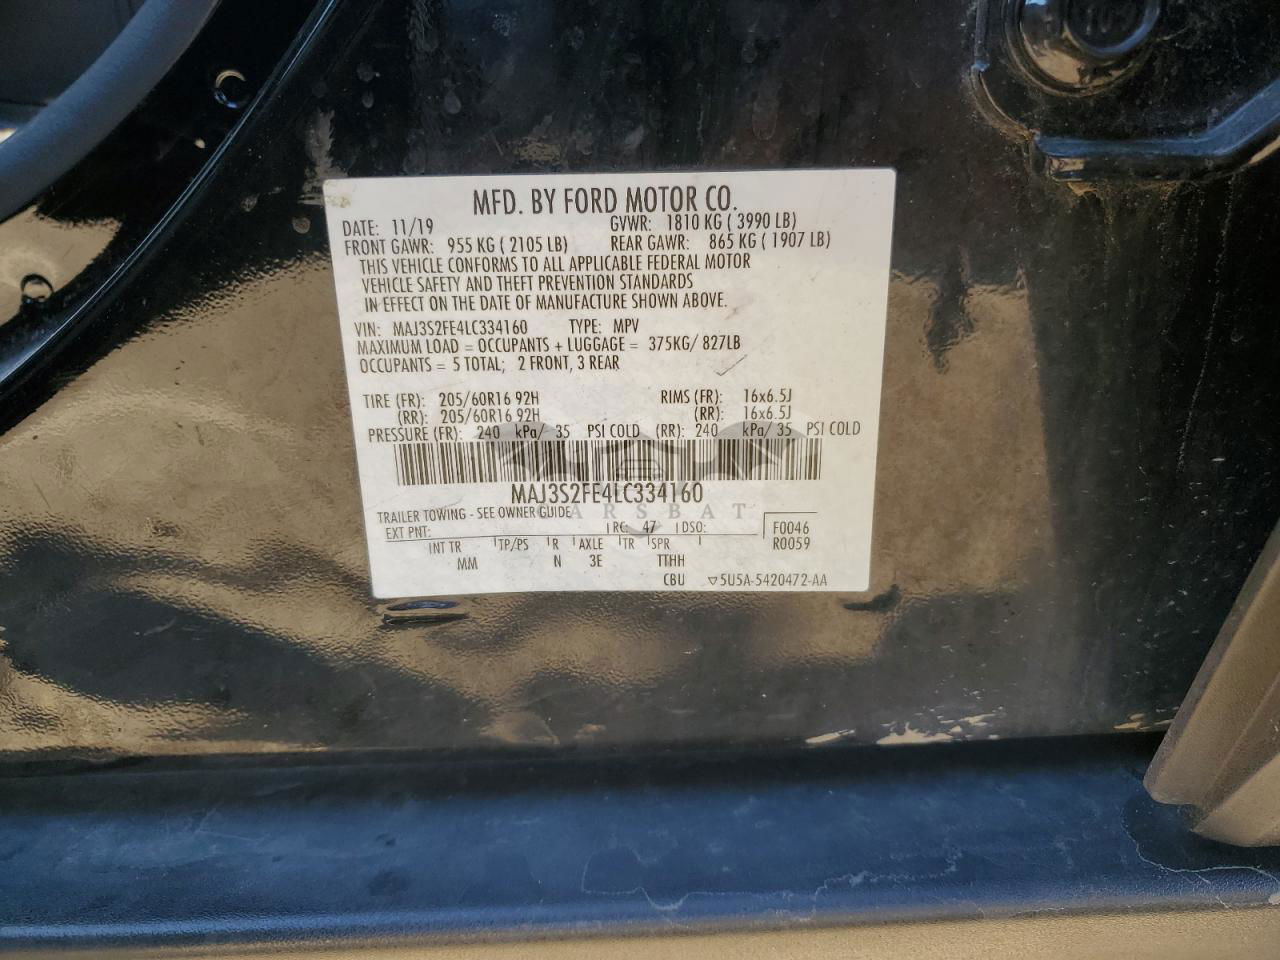 MFD. BY FORD MOTOR CO.
DATE: 11/19 GVWR: 1810 KG ( 3990 LB)
FRONT GAWR: 955 KG ( 2105 LB) REAR GAWR: 865 KG ( 1907 LB)
THIS VEHICLE CONFORMS TO ALL APPLICABLE FEDERAL MOTOR
VEHICLE SAFETY AND THEFT PREVENTION STANDARDS
IN EFFECT ON THE DATE OF MANUFACTURE SHOWN ABOVE.
VIN: MAJ3S2FE4LC334160 TYPE: MPV
MAXIMUM LOAD = OCCUPANTS + LUGGAGE = 375KG/ 827LB
OCCUPANTS = 5 TOTAL; 2 FRONT, 3 REAR
TIRE (FR): 205/60R16 92H RIMS (FR): 16x6.5J
(RR): 205/60R16 92H (RR): 16x6.5J
PRESSURE (FR): 240 kPa/ 35 PSI COLD (RR): 240 kPa/ 35 PSI COLD
MAJ3S2FE4LC334160
CARSBAT
TRAILER TOWING - SEE OWNER GUIDE
EXT PNT: RC: 47 DSO: F0046
R0059
INT TR TP/PS R AXLE TR SPR
MM N 3E TTHH
CBU ▽5U5A-5420472-AA